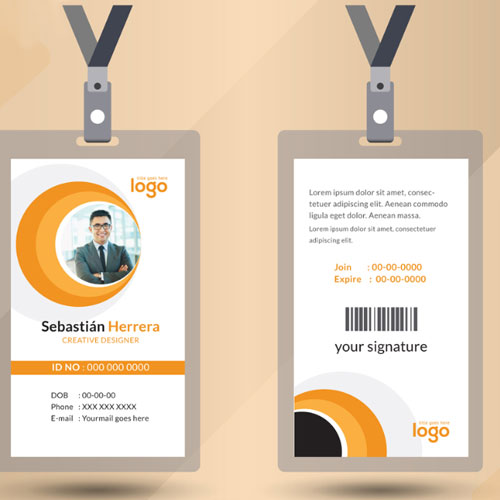 title goes here
logo
Sebastián Herrera
CREATIVE DESIGNER
ID NO : 000 000 0000
DOB : 00-00-00
Phone : XXX XXX XXXX
E-mail : Yourmail goes here
Lorem ipsum dolor sit amet, consec-
tetuer adipiscing elit. Aenean commodo
ligulagget dolor. Aenean massa.
Lorem ipsum dolor sit amet, consectetuer
adipiscing elit.
Join : 00-00-0000
Expire : 00-00-0000
your signature
title goes here
logo